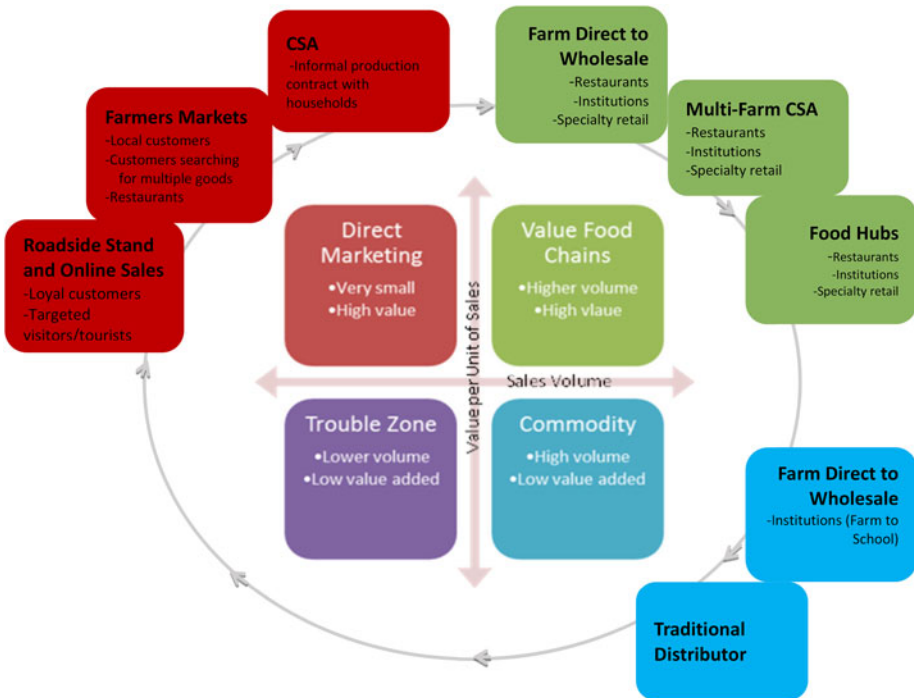 CSA
-Informal production
contract with
households
Farm Direct to
Wholesale
-Restaurants
-Institutions
-Specialty retail
Farmers Markets
-Local customers
-Customers searching
for multiple goods
-Restaurants
Multi-Farm CSA
-Restaurants
-Institutions
-Specialty retail
Roadside Stand
and Online Sales
-Loyal customers
-Targeted
visitors/tourists
Food Hubs
-Restaurants
-Institutions
-Specialty retail
Direct
Marketing
•Very small
•High value
Value Food
Chains
•Higher volume
•High vlaue
Value per Unit of Sales
Sales Volume
Trouble Zone
•Lower volume
•Low value added
Commodity
•High volume
•Low value added
Farm Direct to
Wholesale
-Institutions (Farm to
School)
Traditional
Distributor